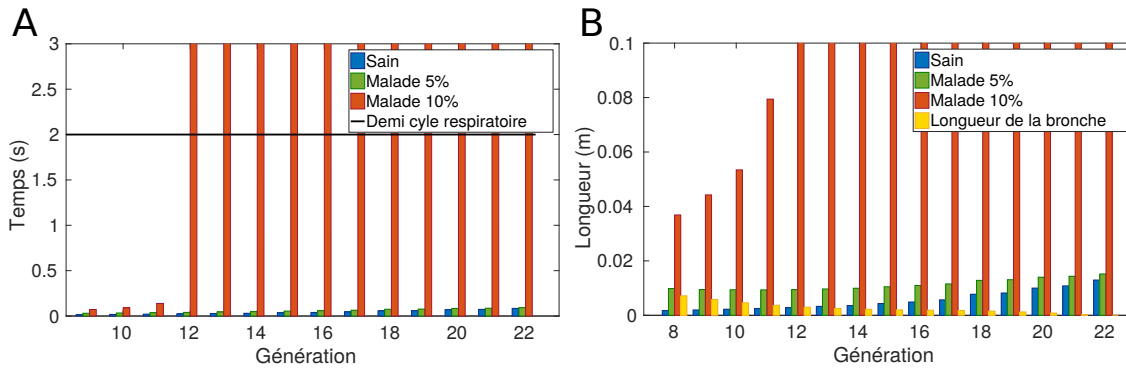 A
Temps (s)
3
2.5
2
1.5
1
0.5
0
10 12 14 16 18 20 22
Génération
Sain
Malade 5%
Malade 10%
Demi cyle respiratoire
B
Longueur (m)
0.1
0.08
0.06
0.04
0.02
0
8 10 12 14 16 18 20 22
Génération
Sain
Malade 5%
Malade 10%
Longueur de la bronche